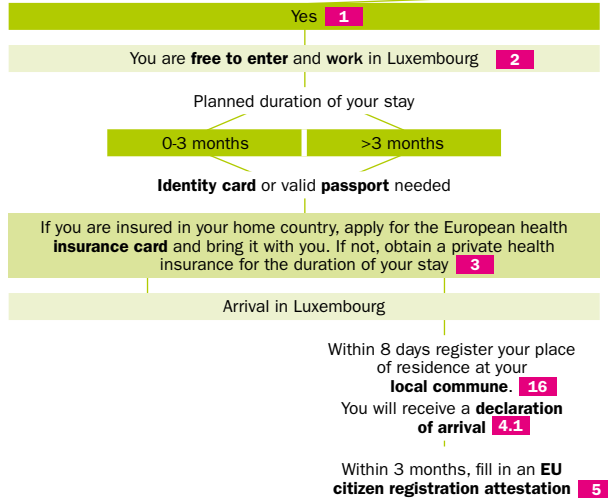 Yes 1
You are free to enter and work in Luxembourg 2
Planned duration of your stay
0-3 months >3 months
Identity card or valid passport needed
If you are insured in your home country, apply for the European health
insurance card and bring it with you. If not, obtain a private health
insurance for the duration of your stay 3
Arrival in Luxembourg
Within 8 days register your place
of residence at your
local commune. 16
You will receive a declaration
of arrival 4.1
Within 3 months, fill in an EU
citizen registration attestation 5